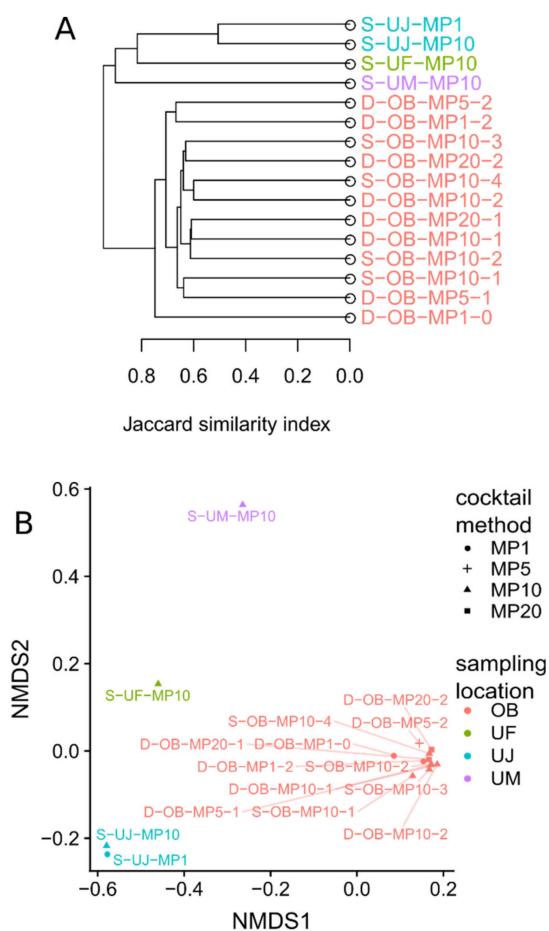 A
S-UJ-MP1
S-UJ-MP10
S-UF-MP10
S-UM-MP10
D-OB-MP5-2
D-OB-MP1-2
S-OB-MP10-3
D-OB-MP20-2
S-OB-MP10-4
D-OB-MP10-2
D-OB-MP20-1
D-OB-MP10-1
S-OB-MP10-2
S-OB-MP10-1
D-OB-MP5-1
D-OB-MP1-0
0.8 0.6 0.4 0.2 0.0
Jaccard similarity index
B
NMDS2
0.6
0.4
0.2
0.0
−0.2
S-UM-MP10
S-UF-MP10
D-OB-MP20-2
S-OB-MP10-4 D-OB-MP5-2
D-OB-MP20-1 D-OB-MP1-0
D-OB-MP1-2 S-OB-MP10-2
D-OB-MP10-1 S-OB-MP10-3
D-OB-MP5-1 S-OB-MP10-1
D-OB-MP10-2
S-UJ-MP10
S-UJ-MP1
−0.6 −0.4 −0.2 0.0 0.2
NMDS1
cocktail
method
MP1
MP5
MP10
MP20
sampling
location
OB
UF
UJ
UM